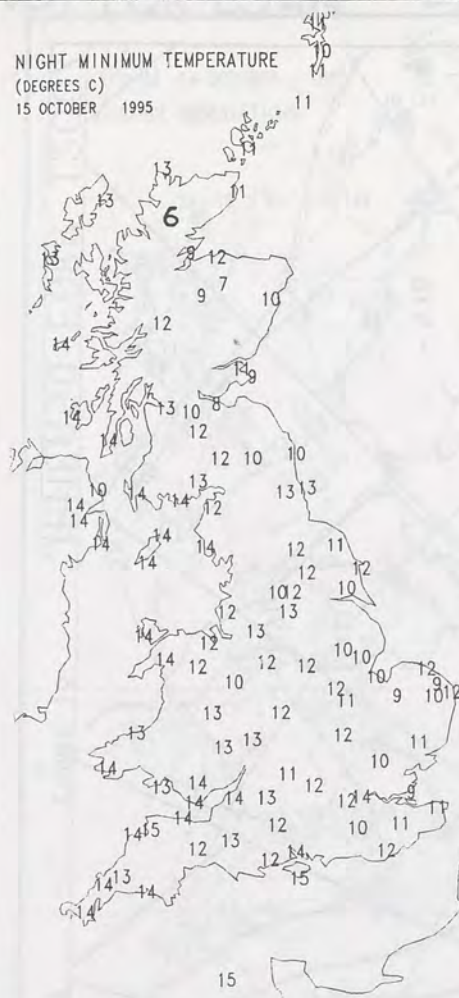 NIGHT MINIMUM TEMPERATURE
(DEGREES C)
15 OCTOBER 1995
10
11
11
13
11
13
6
13
9 12
7
9 10
12
14
14
9
8
13 10
14
12
14
12 10 10
13 13 13
10 14 14 12
14
14
14 14 14
14
12 11
12 12
10 12 10
13
12 13
14 12
14 10 10
12 12 12 10 12
10 12 9 9 12
11 10
13 12
13 13 13 12 11
14 10
13 14 11 12
14 14 13 12 14 9
14 11
15 12 10 11
14 13
12 12 14 12
13 15
14 14
14
15